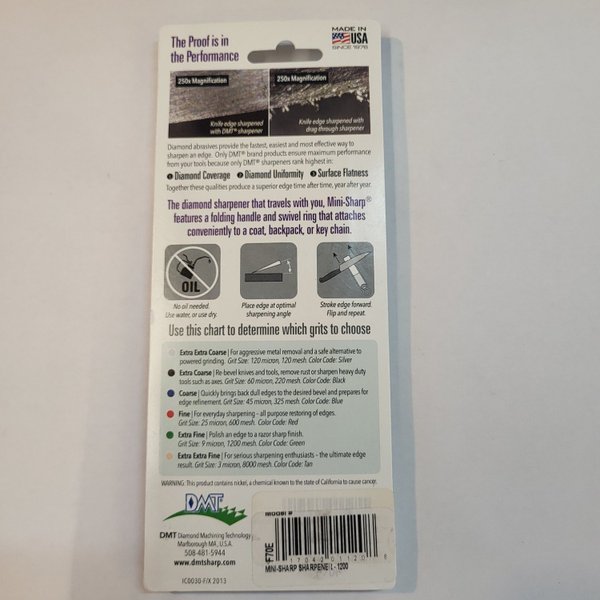 The Proof is in
the Performance
MADE IN
USA
SINCE 1976
250x Magnification
250x Magnification
Knife edge sharpened
with DMT® sharpener
Knife edge sharpened with
drag through sharpener
Diamond abrasives provide the fastest, easiest and most effective way to
sharpen an edge. Only DMT® brand products ensure maximum performance
from your tools because only DMT® sharpeners rank highest in:
1 Diamond Coverage 2 Diamond Uniformity 3 Surface Flatness
Together these qualities produce a superior edge time after time, year after year.
The diamond sharpener that travels with you, Mini-Sharp®
features a folding handle and swivel ring that attaches
conveniently to a coat, backpack, or key chain.
OIL
No oil needed.
Use water, or use dry.
Place edge at optimal
sharpening angle
Stroke edge forward.
Flip and repeat.
Use this chart to determine which grits to choose
Extra Extra Coarse | For aggressive metal removal and a safe alternative to
powered grinding. Grit Size: 120 micron, 120 mesh. Color Code: Silver
Extra Coarse | Re-bevel knives and tools, remove rust or sharpen heavy duty
tools such as axes. Grit Size: 60 micron, 220 mesh. Color Code: Black
Coarse | Quickly brings back dull edges to the desired bevel and prepares for
edge refinement. Grit Size: 45 micron, 325 mesh. Color Code: Blue
Fine | For everyday sharpening - all purpose restoring of edges.
Grit Size: 25 micron, 600 mesh. Color Code: Red
Extra Fine | Polish an edge to a razor sharp finish.
Grit Size: 9 micron, 1200 mesh. Color Code: Green
Extra Extra Fine | For serious sharpening enthusiasts - the ultimate edge
result. Grit Size: 3 micron, 8000 mesh. Color Code: Tan
WARNING: This product contains nickel, a chemical known to the state of California to cause cancer.
DMT
DMT Diamond Machining Technology
Marlborough MA, U.S.A.
508-481-5944
www.dmtsharp.com
IC0030-F/X 2013
Model #
F70E
MINI-SHARP SHARPENER - 1200